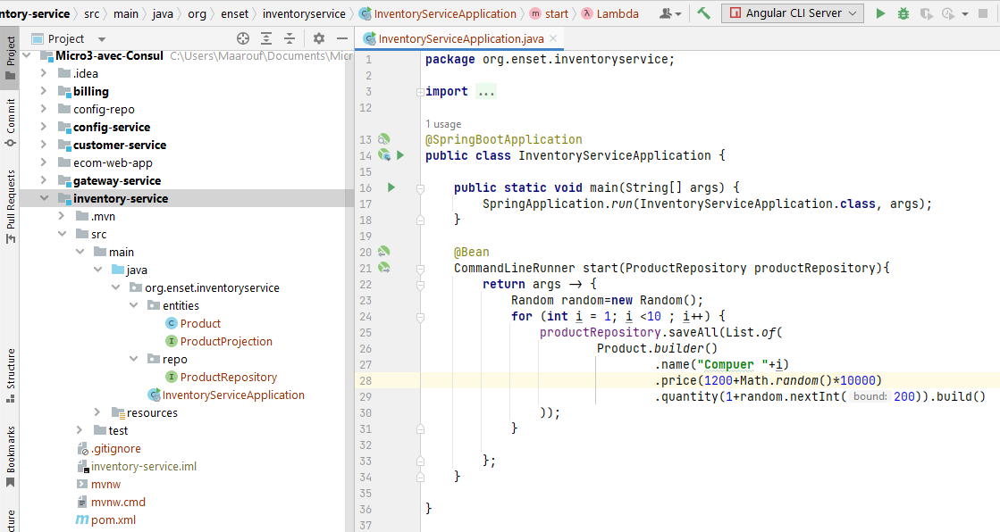 ntory-service src main java org enset inventoryservice InventoryServiceApplication start Lambda Angular CLI Server
Project
InventoryServiceApplication.java
Project
Commit
Pull Requests
Structure
Bookmarks
Micro3-avec-Consul C:\Users\Maarouf\Documents\Micr
.idea
billing
config-repo
config-service
customer-service
ecom-web-app
gateway-service
inventory-service
.mvn
src
main
java
org.enset.inventoryservice
entities
Product
ProductProjection
repo
ProductRepository
InventoryServiceApplication
resources
test
.gitignore
inventory-service.iml
mvnw
mvnw.cmd
pom.xml
1 package org.enset.inventoryservice;
2
3 import ...
12
1 usage
13 @SpringBootApplication
14 public class InventoryServiceApplication {
15
16 public static void main(String[] args) {
17 SpringApplication.run(InventoryServiceApplication.class, args);
18 }
19
20 @Bean
21 CommandLineRunner start(ProductRepository productRepository){
22 return args -> {
23 Random random=new Random();
24 for (int i = 1; i <10 ; i++) {
25 productRepository.saveAll(List.of(
26 Product.builder()
27 .name("Compuer "+i)
28 .price(1200+Math.random()*10000)
29 .quantity(1+random.nextInt( bound: 200)).build()
30 ));
31 }
32
33 };
34 }
35
36 }
37